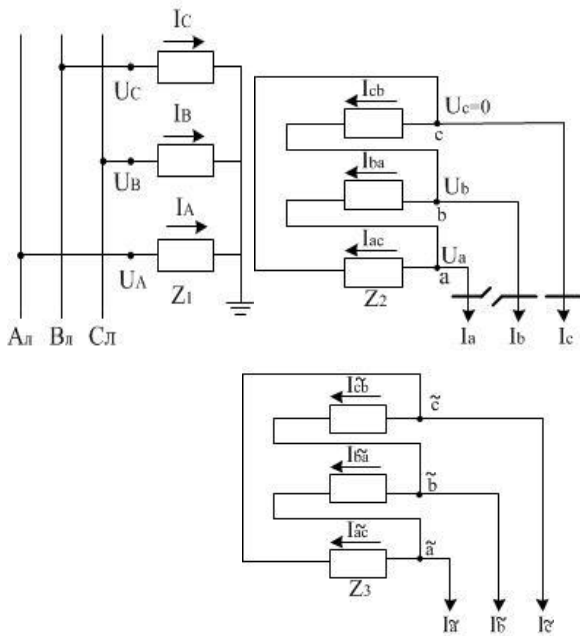 IC
UC
IB
UB
IA
UA
Z1
Aл Bл Cл
Icb
Uc=0
c
Iba
Ub
b
Iac
Ua
a
Z2
Ia Ib Ic
Ic̃b
c̃
Ibã
b̃
Iãc
ã
Z3
Iã Ib̃ Ic̃